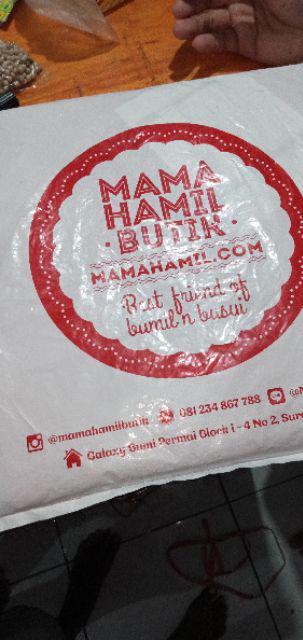 MAMA
HAMIL
· BUTIK ·
MAMAHAMIL.COM
Best friend of
bumil n busui
@mamahamilbutik 081 234 867 788
Galaxy Bumi Permai Block i - 4 No 2,